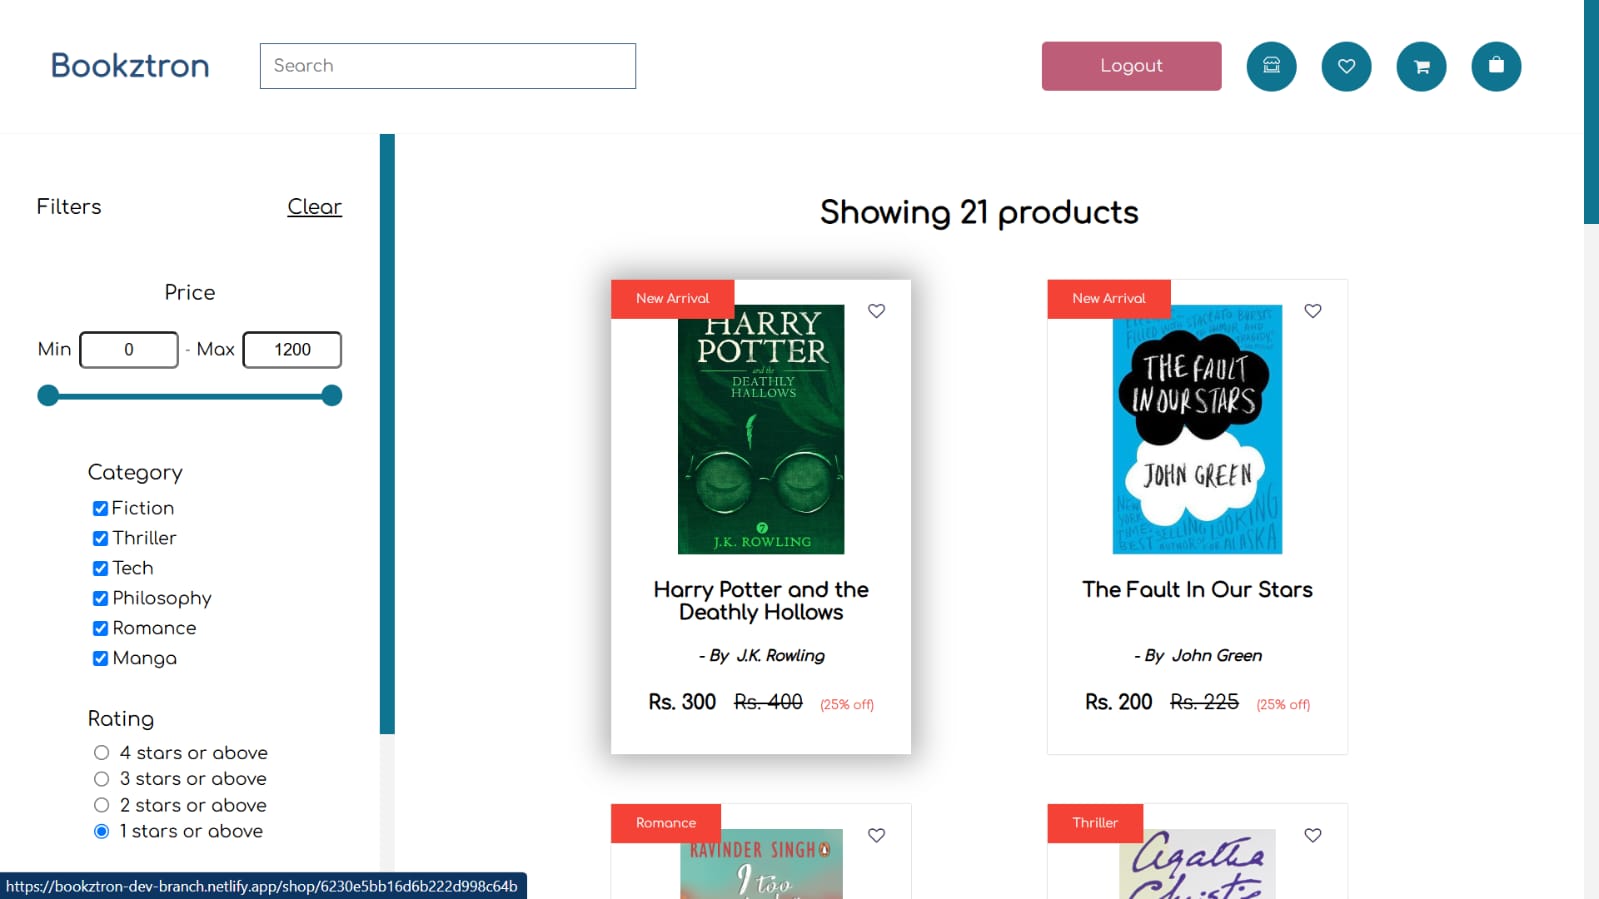 Bookztron
Search
Logout
Filters
Clear
Price
Min 0 - Max 1200
Category
Fiction
Thriller
Tech
Philosophy
Romance
Manga
Rating
4 stars or above
3 stars or above
2 stars or above
1 stars or above
https://bookztron-dev-branch.netlify.app/shop/6230e5bb16d6b222d998c64b
Showing 21 products
New Arrival
HARRY
POTTER
and the
DEATHLY
HALLOWS
7
J.K. ROWLING
Harry Potter and the
Deathly Hollows
- By J.K. Rowling
Rs. 300 Rs. 400 (25% off)
New Arrival
THE FAULT
IN OUR STARS
JOHN GREEN
The Fault In Our Stars
- By John Green
Rs. 200 Rs. 225 (25% off)
Romance
RAVINDER SINGH
I too
Thriller
Agatha
Christie